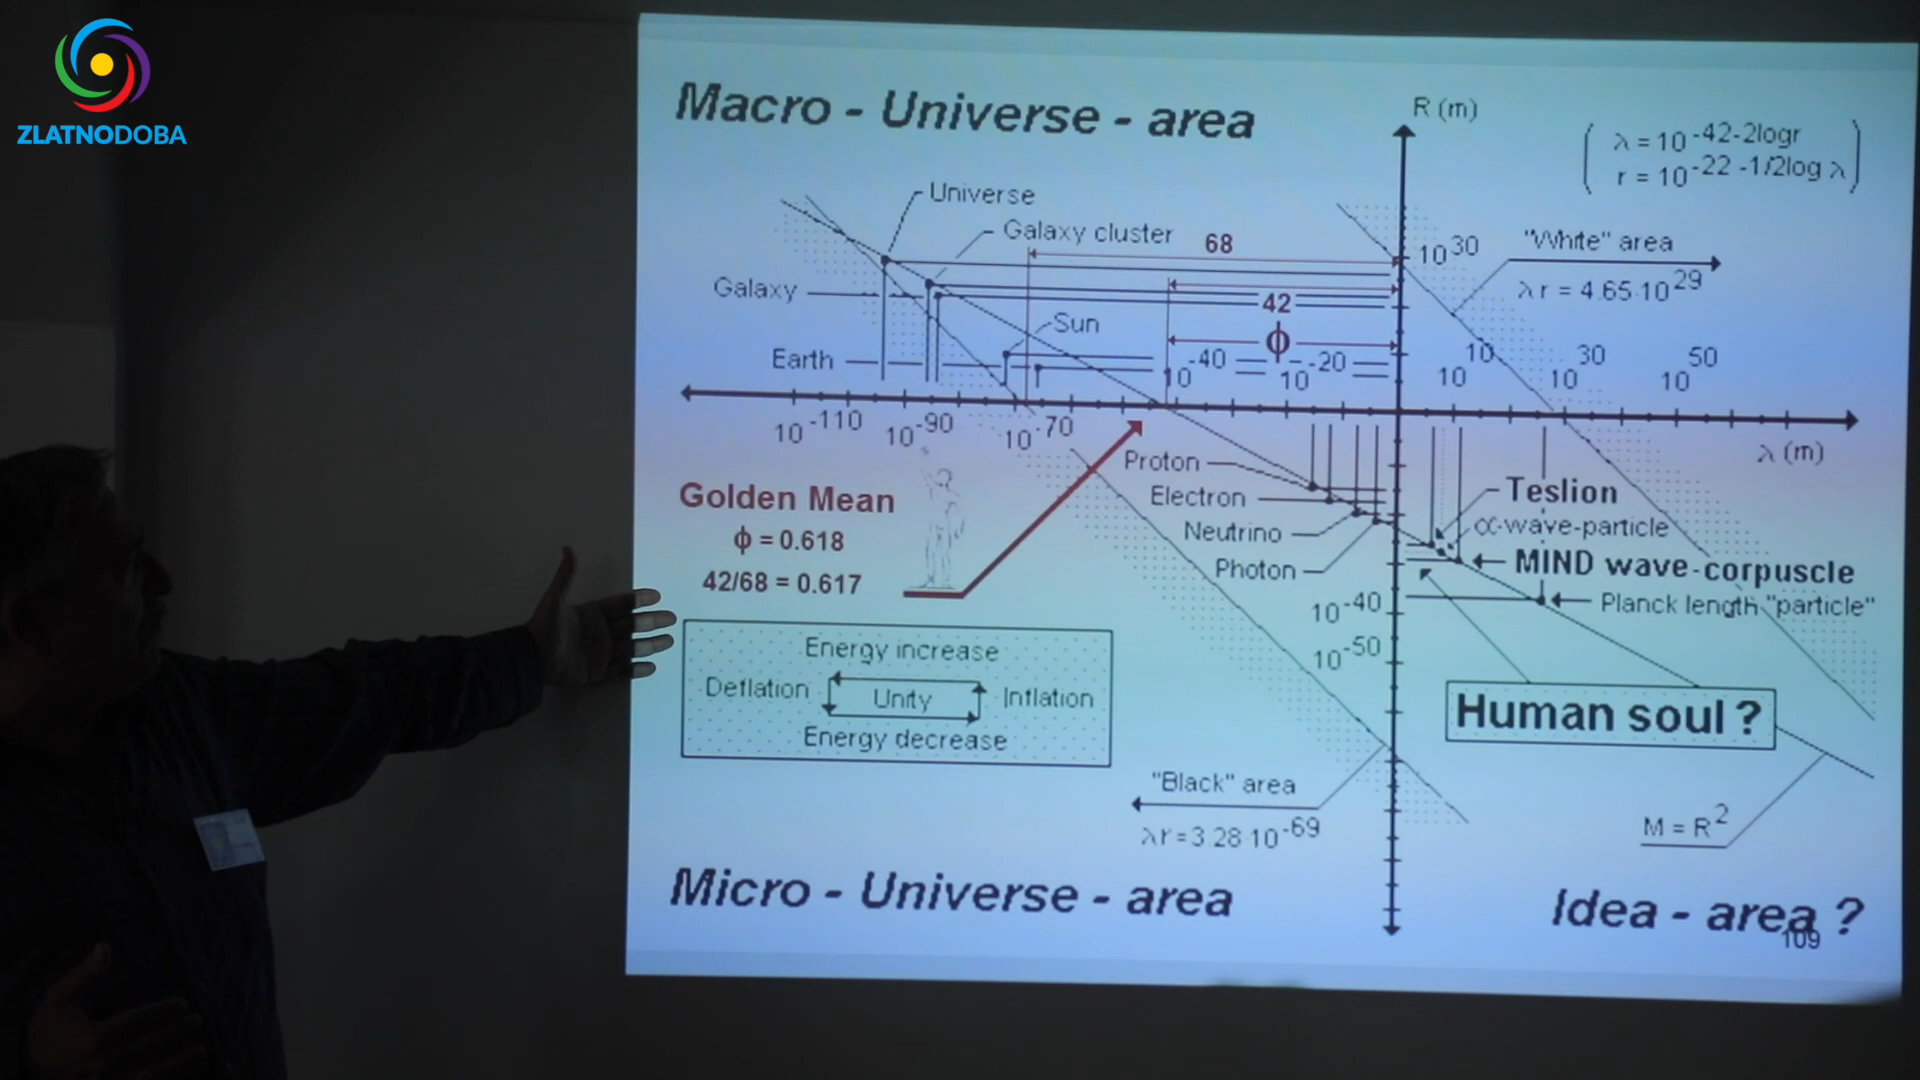 ZLATNODOBA
Macro - Universe - area
R (m)
λ = 10 -42-2logr
r = 10 -22 -1/2log λ
Universe
Galaxy cluster
68
10 30
"White" area
λ r = 4.65·10 29
Galaxy
42
Sun
ϕ
Earth
10 -40
10 -20
10 10
10 30
10 50
10 -110
10 -90
10 -70
λ (m)
Proton
Golden Mean
Electron
Teslion
ϕ = 0.618
Neutrino
α-wave-particle
42/68 = 0.617
Photon
MIND wave-corpuscle
10 -40
Planck length "particle"
Energy increase
10 -50
Deflation
Unity
Inflation
Human soul ?
Energy decrease
"Black" area
λr = 3.28·10 -69
M = R 2
Micro - Universe - area
Idea - area ?
109